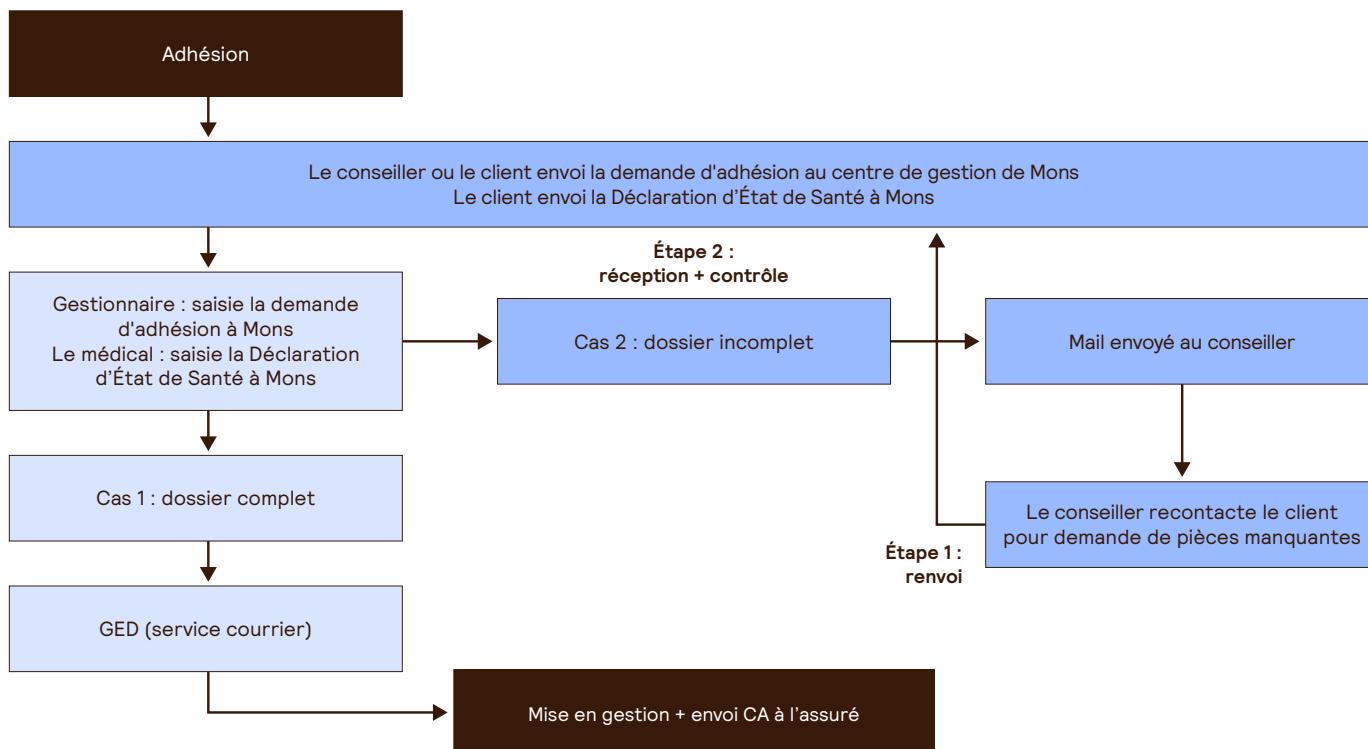 Adhésion
Le conseiller ou le client envoi la demande d'adhésion au centre de gestion de Mons
Le client envoi la Déclaration d'État de Santé à Mons
Étape 2 :
réception + contrôle
Gestionnaire : saisie la demande
d'adhésion à Mons
Le médical : saisie la Déclaration
d'État de Santé à Mons
Cas 2 : dossier incomplet
Mail envoyé au conseiller
Cas 1 : dossier complet
Le conseiller recontacte le client
pour demande de pièces manquantes
Étape 1 :
renvoi
GED (service courrier)
Mise en gestion + envoi CA à l'assuré